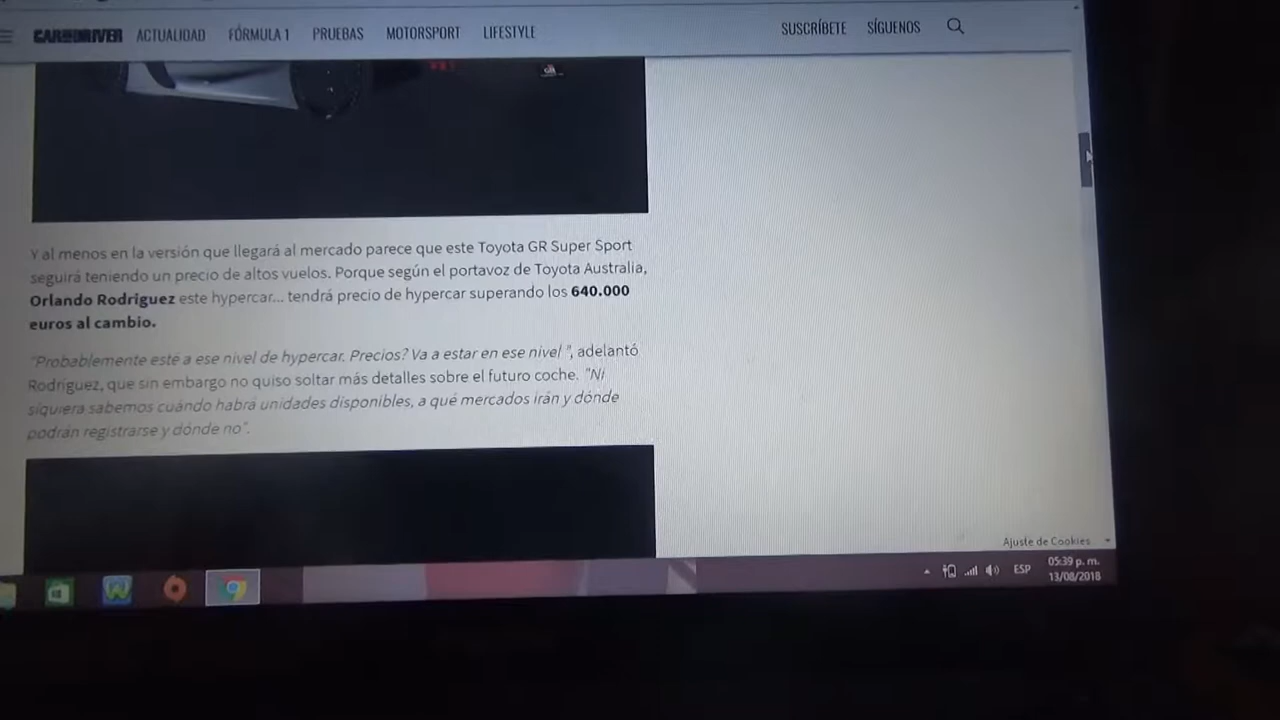 CAR AND DRIVER ACTUALIDAD FÓRMULA 1 PRUEBAS MOTORSPORT LIFESTYLE SUSCRÍBETE SÍGUENOS
Y al menos en la versión que llegará al mercado parece que este Toyota GR Super Sport
seguirá teniendo un precio de altos vuelos. Porque según el portavoz de Toyota Australia,
Orlando Rodriguez este hypercar... tendrá precio de hypercar superando los 640.000
euros al cambio.
"Probablemente esté a ese nivel de hypercar. Precios? Va a estar en ese nivel ", adelantó
Rodríguez, que sin embargo no quiso soltar más detalles sobre el futuro coche. "Ni
siquiera sabemos cuándo habrá unidades disponibles, a qué mercados irán y dónde
podrán registrarse y dónde no".
Ajuste de Cookies
ESP
05:39 p. m.
13/08/2018